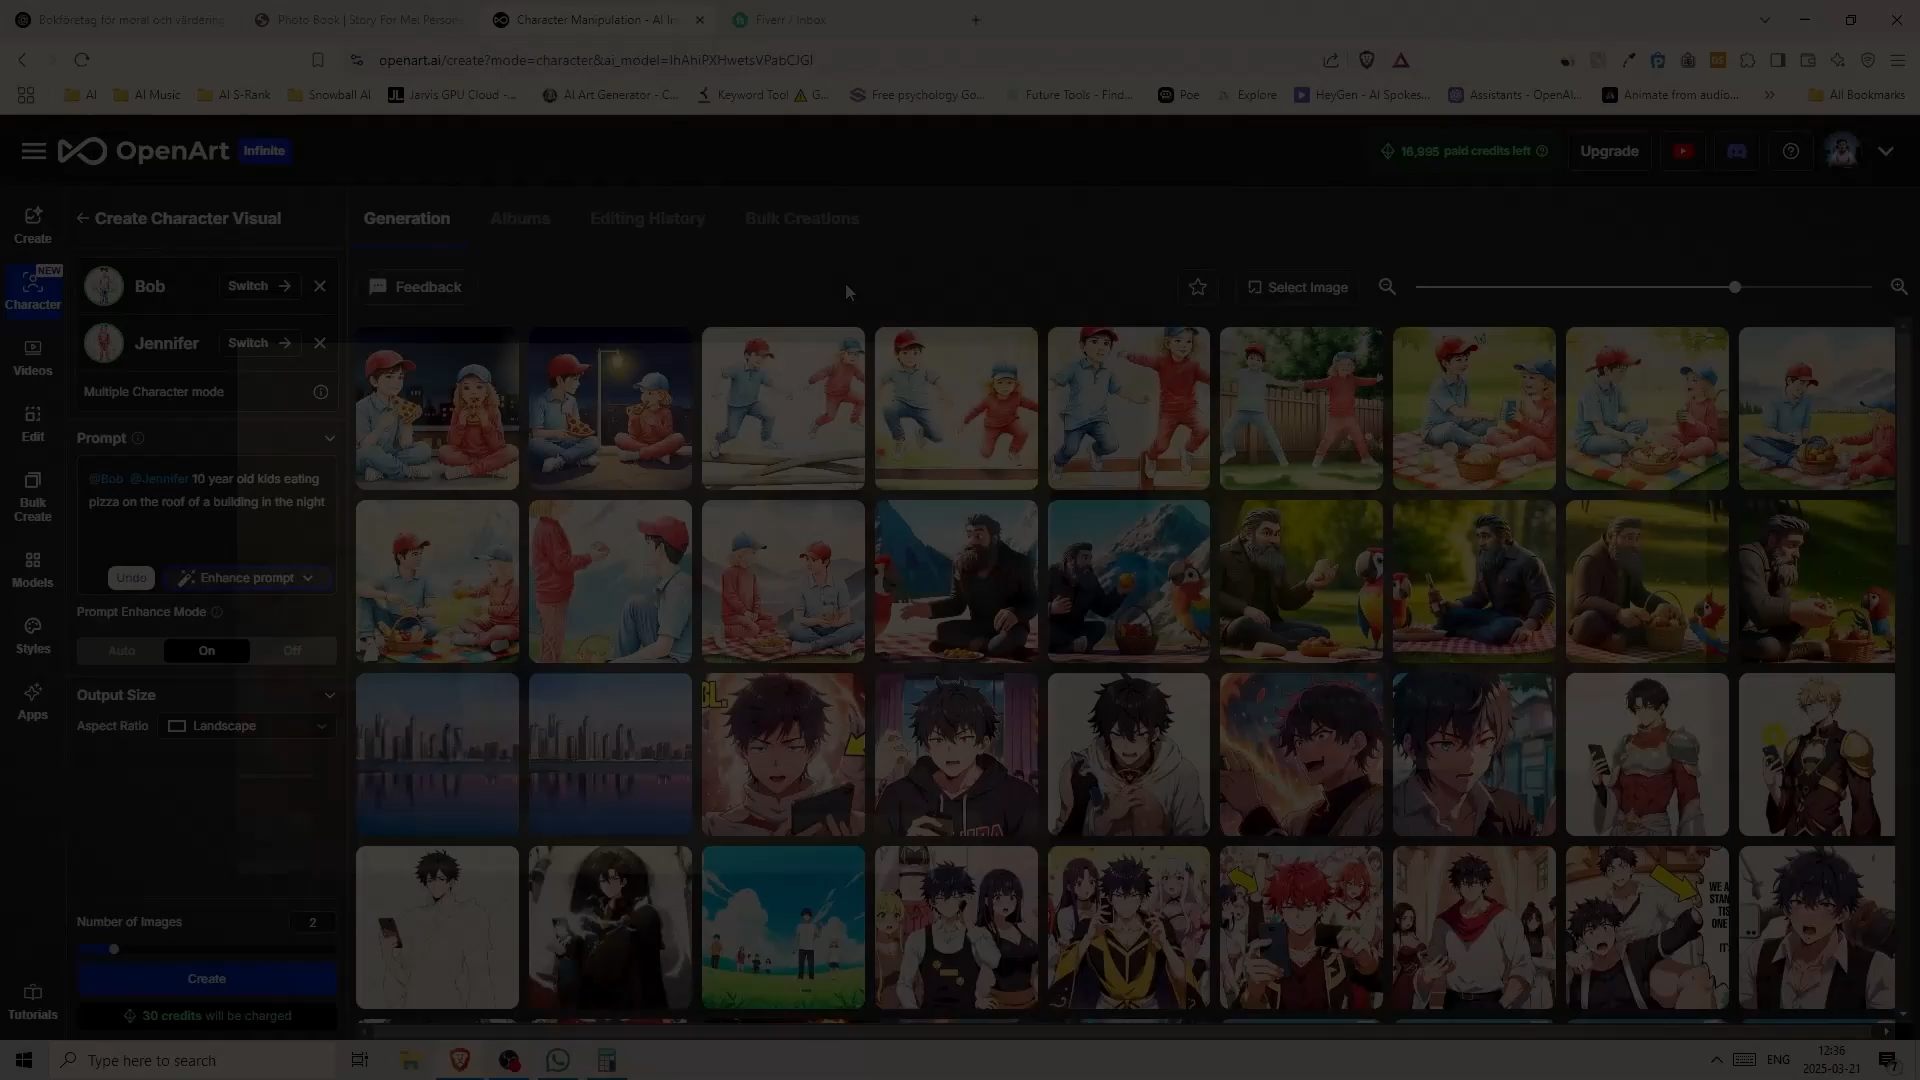 Bokföretag för moral och värdering
Photo Book | Story For Me| Person
Character Manipulation - AI Im
Fiverr / Inbox
openart.ai/create?mode=character&ai_model=IhAhiPXHwetsVPabCJGl
AI
AI Music
AI S-Rank
Snowball AI
Jarvis GPU Cloud -...
AI Art Generator - C...
Keyword Tool ⚠ G...
Free psychology Go...
Future Tools - Find...
Poe
Explore
HeyGen - AI Spokes...
Assistants - OpenAI...
Animate from audio...
All Bookmarks
OpenArt Infinite
16,995 paid credits left
Upgrade
Create Character Visual
Generation
Albums
Editing History
Bulk Creations
Create
NEW
Character
Videos
Edit
Bulk Create
Models
Styles
Apps
Tutorials
Bob Switch
Jennifer Switch
Multiple Character mode
Prompt
@Bob @Jennifer 10 year old kids eating
pizza on the roof of a building in the night
Undo
Enhance prompt
Prompt Enhance Mode
Auto On Off
Output Size
Aspect Ratio Landscape
Number of Images 2
Create
30 credits will be charged
Feedback
Select Image
Type here to search
ENG
12:36
2025-03-21